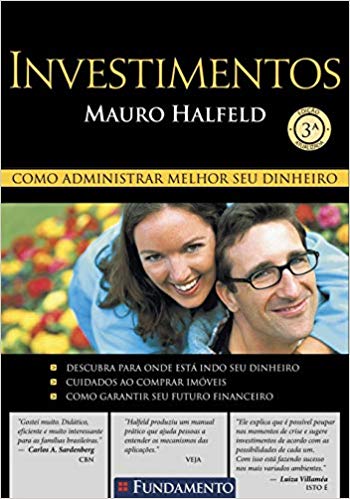 INVESTIMENTOS
MAURO HALFELD
EDIÇÃO
3ª
ATUALIZADA
COMO ADMINISTRAR MELHOR SEU DINHEIRO
DESCUBRA PARA ONDE ESTÁ INDO SEU DINHEIRO
CUIDADOS AO COMPRAR IMÓVEIS
COMO GARANTIR SEU FUTURO FINANCEIRO
"Gostei muito. Didático,
eficiente e muito interessante
para as famílias brasileiras."
— Carlos A. Sardenberg
CBN
"Halfeld produziu um manual
prático que ajuda pessoas a
entender os mecanismos das
aplicações."
VEJA
"Ele explica que é possível poupar
nos momentos de crise e sugere
investimentos de acordo com as
possibilidades de cada um.
Com isso está fazendo sucesso
nos mais variados ambientes."
— Luiza Villaméa
ISTO É
FUNDAMENTO